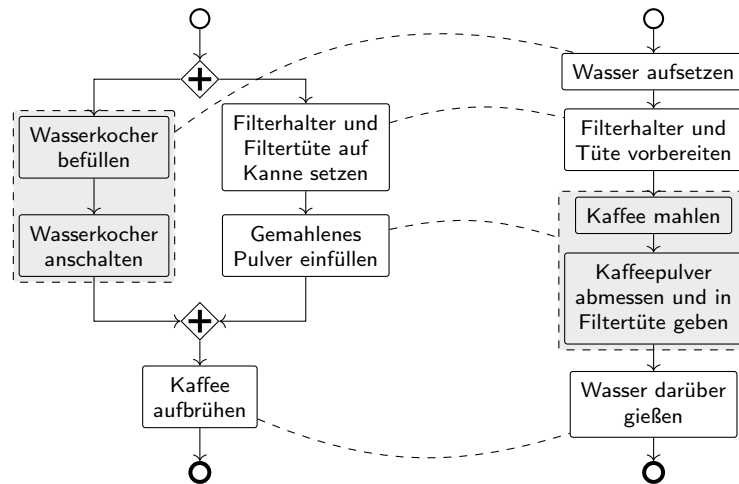 Wasserkocher
befüllen
Wasserkocher
anschalten
Filterhalter und
Filtertüte auf
Kanne setzen
Gemahlenes
Pulver einfüllen
Kaffee
aufbrühen
Wasser aufsetzen
Filterhalter und
Tüte vorbereiten
Kaffee mahlen
Kaffeepulver
abmessen und in
Filtertüte geben
Wasser darüber
gießen